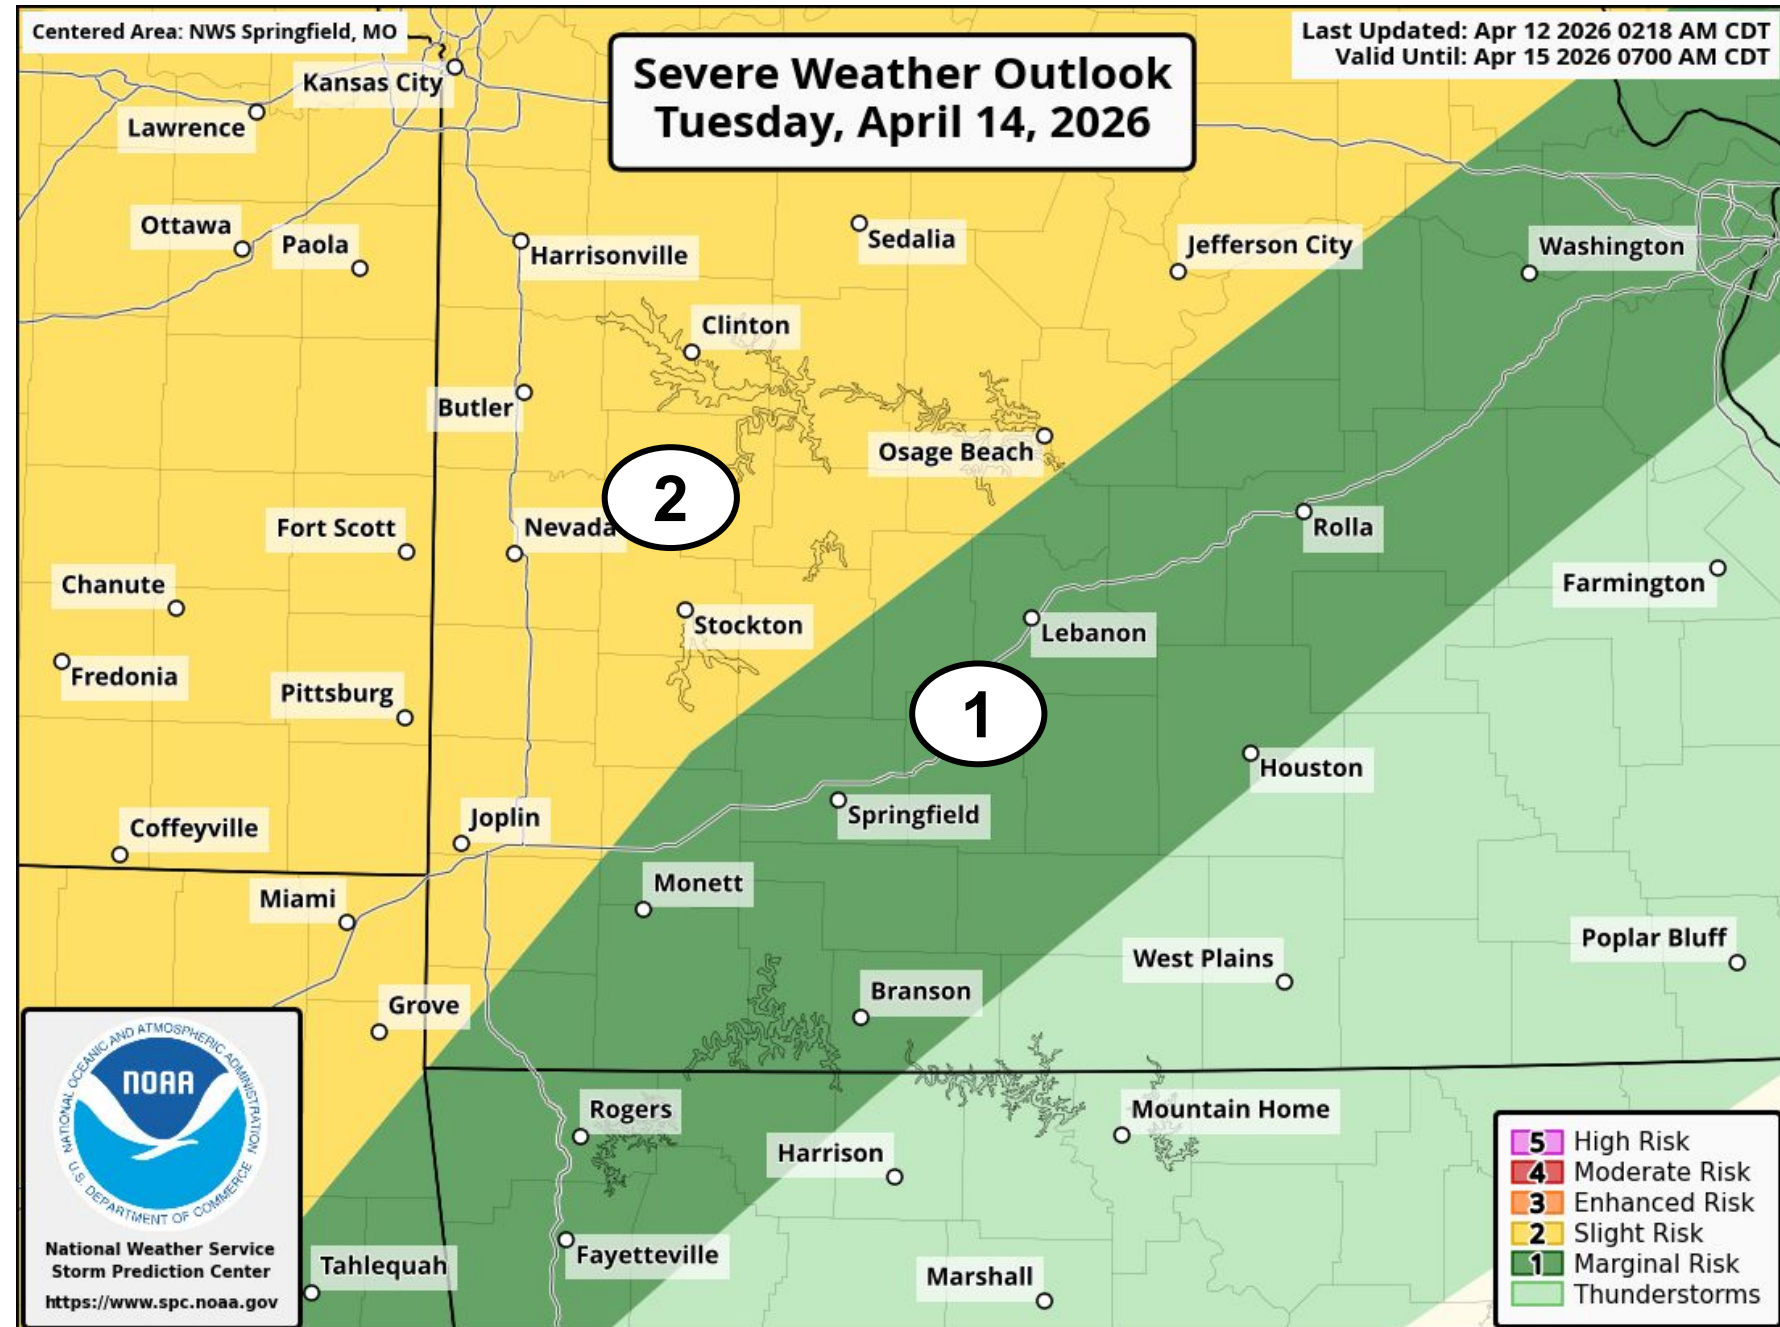 Centered Area: NWS Springfield, MO
Last Updated: Apr 12 2026 0218 AM CDT
Valid Until: Apr 15 2026 0700 AM CDT
Severe Weather Outlook
Tuesday, April 14, 2026
Kansas City
Lawrence
Ottawa
Paola
Harrisonville
Sedalia
Jefferson City
Washington
Clinton
Butler
Osage Beach
2
Fort Scott
Nevada
Rolla
Chanute
Farmington
Stockton
Lebanon
Fredonia
Pittsburg
1
Houston
Coffeyville
Joplin
Springfield
Miami
Monett
Poplar Bluff
West Plains
Grove
Branson
Rogers
Mountain Home
Harrison
Tahlequah
Fayetteville
Marshall
NATIONAL OCEANIC AND ATMOSPHERIC ADMINISTRATION
NOAA
U.S. DEPARTMENT OF COMMERCE
National Weather Service
Storm Prediction Center
https://www.spc.noaa.gov
5 High Risk
4 Moderate Risk
3 Enhanced Risk
2 Slight Risk
1 Marginal Risk
Thunderstorms